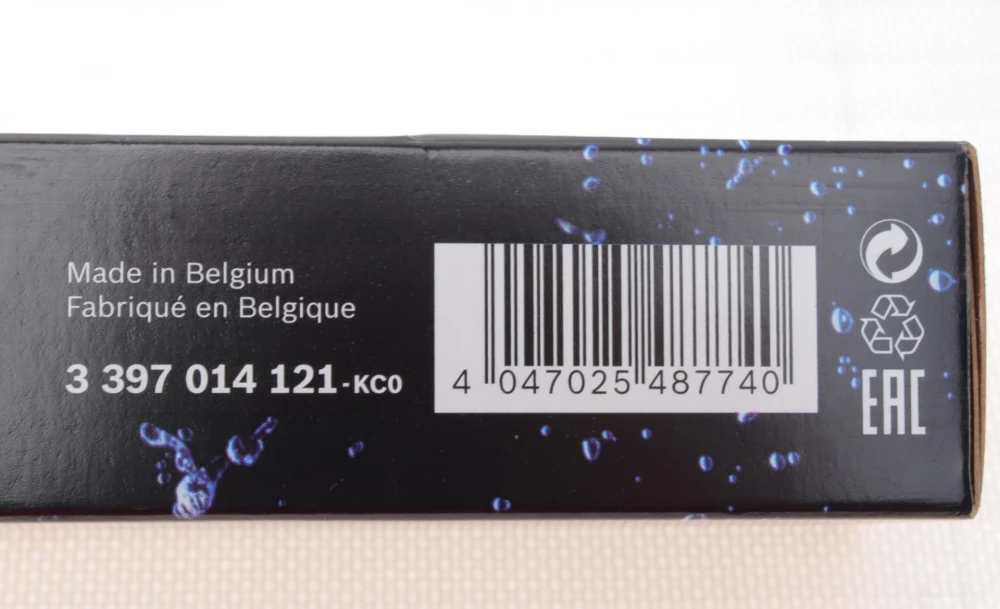 Made in Belgium
Fabriqué en Belgique
3 397 014 121-KC0
4 047025 487740
EAC